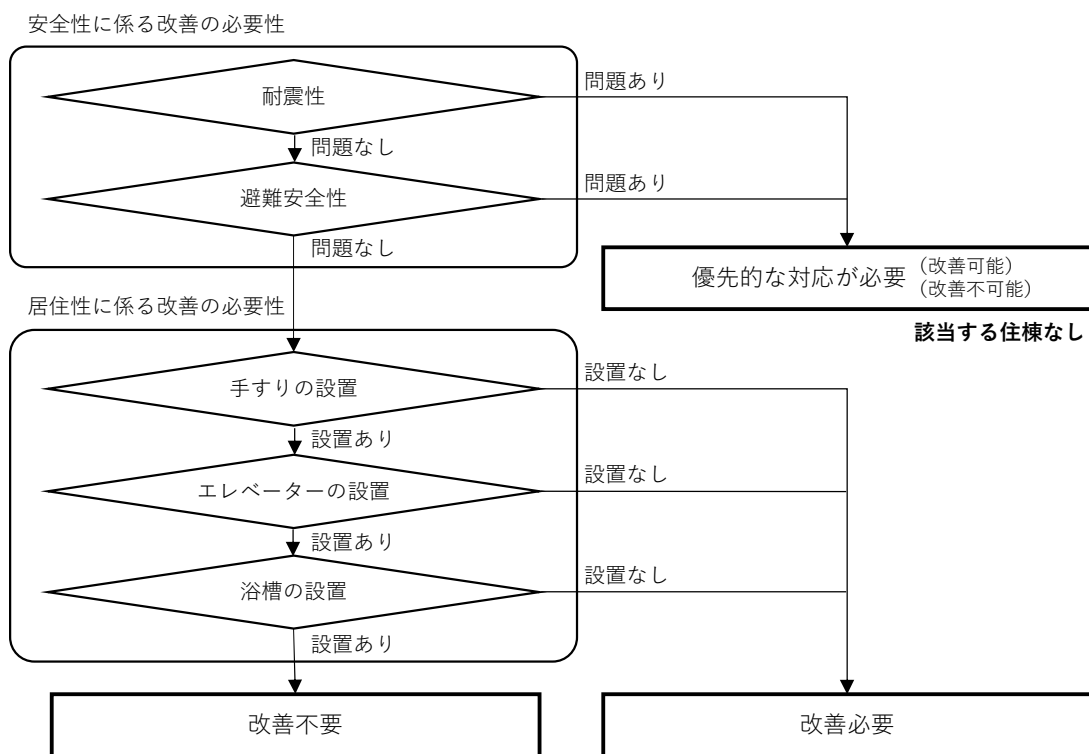 安全性に係る改善の必要性
耐震性
問題あり
問題なし
避難安全性
問題あり
問題なし
優先的な対応が必要
（改善可能）
（改善不可能）
該当する住棟なし
居住性に係る改善の必要性
手すりの設置
設置なし
設置あり
エレベーターの設置
設置なし
設置あり
浴槽の設置
設置なし
設置あり
改善不要
改善必要